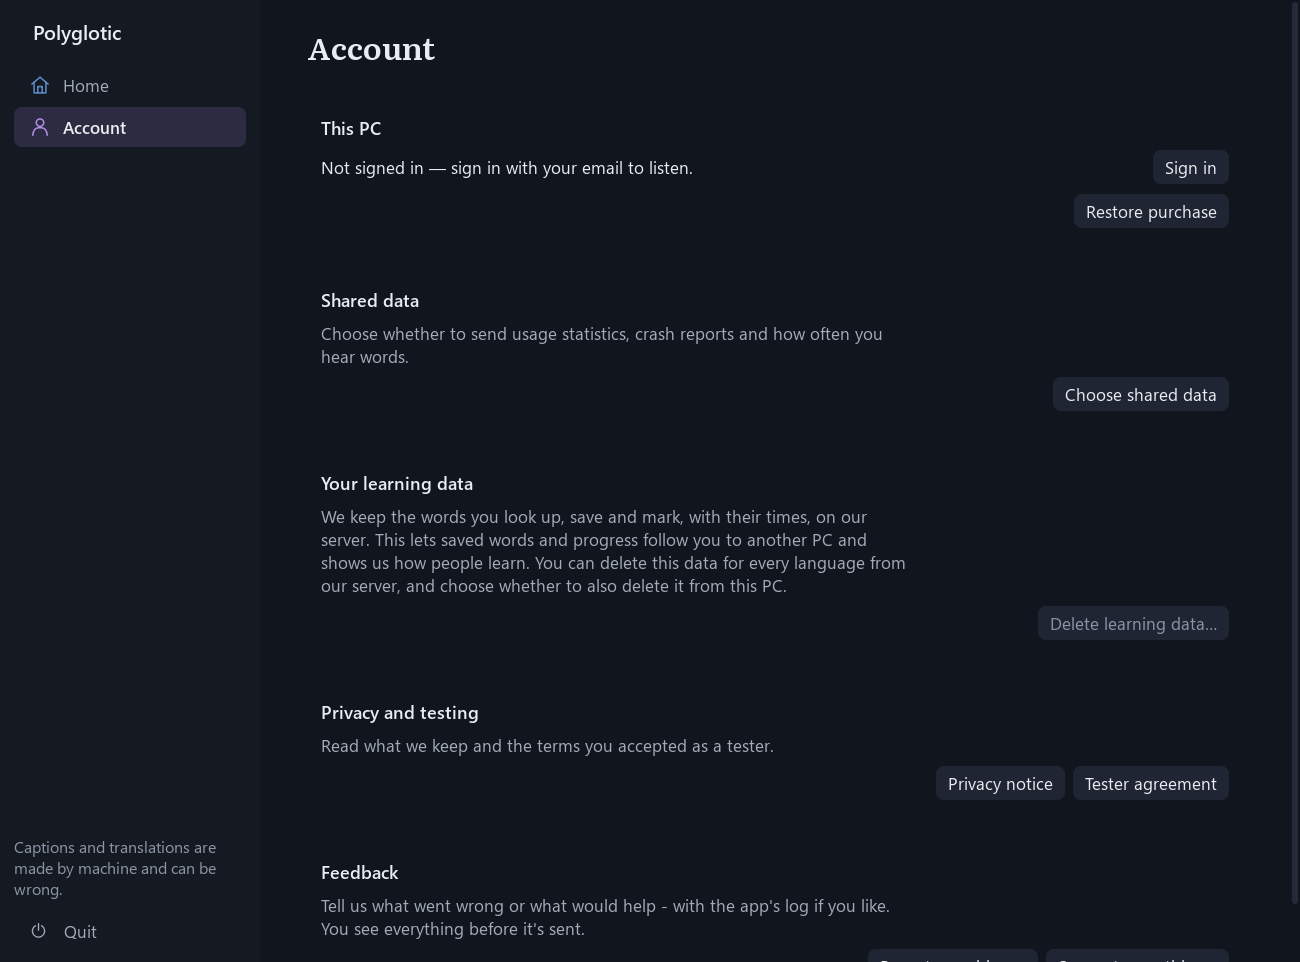 Polyglotic
Home
Account
Account
This PC
Not signed in — sign in with your email to listen.
Sign in
Restore purchase
Shared data
Choose whether to send usage statistics, crash reports and how often you
hear words.
Choose shared data
Your learning data
We keep the words you look up, save and mark, with their times, on our
server. This lets saved words and progress follow you to another PC and
shows us how people learn. You can delete this data for every language from
our server, and choose whether to also delete it from this PC.
Delete learning data...
Privacy and testing
Read what we keep and the terms you accepted as a tester.
Privacy notice
Tester agreement
Feedback
Tell us what went wrong or what would help - with the app's log if you like.
You see everything before it's sent.
Captions and translations are
made by machine and can be
wrong.
Quit